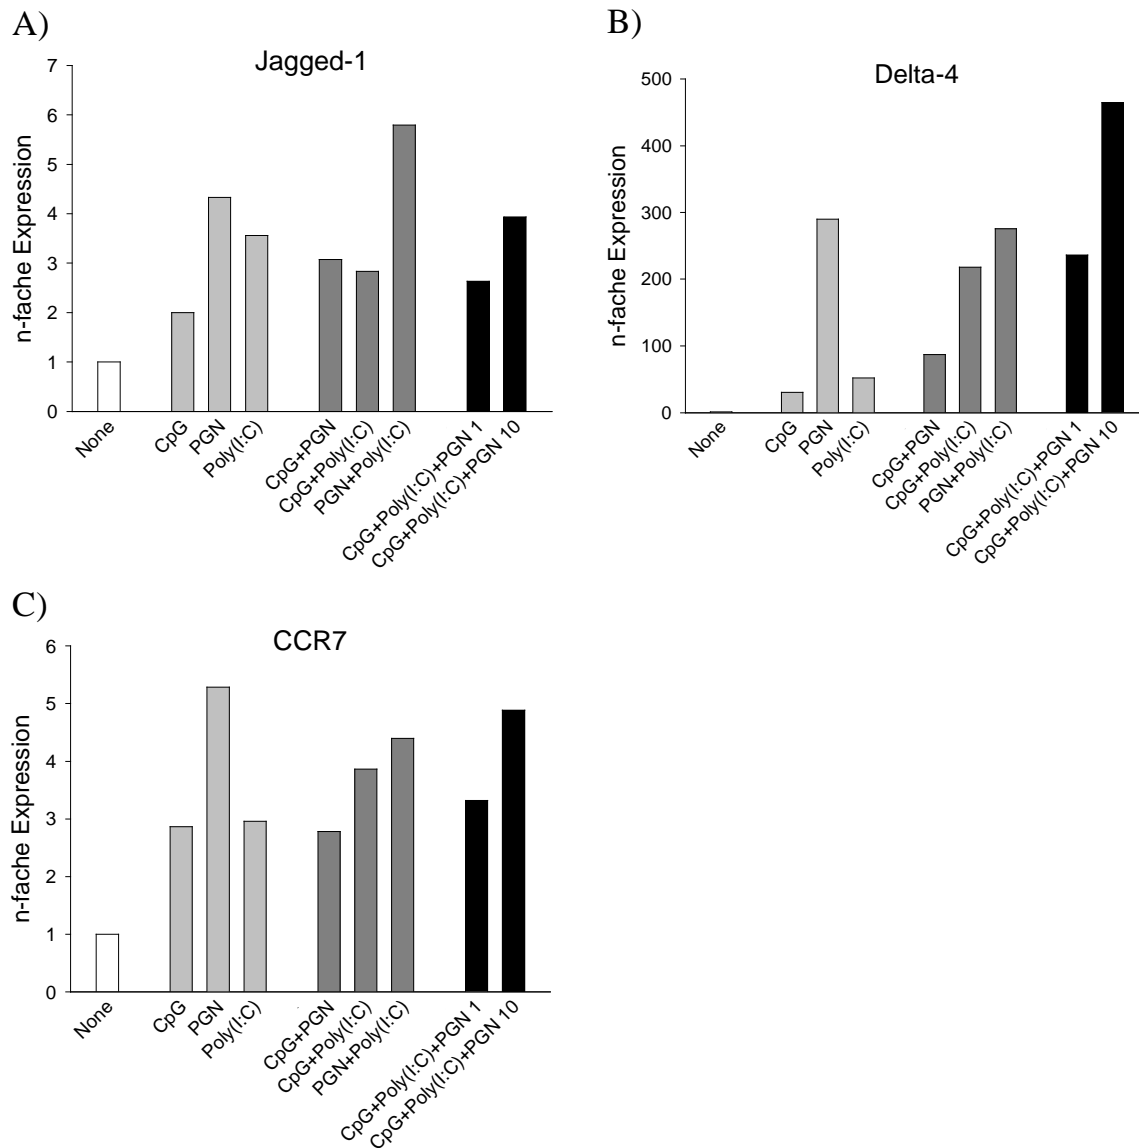 A)
Jagged-1
n-fache Expression
7
6
5
4
3
2
1
0
None
CpG
PGN
Poly(I:C)
CpG+PGN
CpG+Poly(I:C)
PGN+Poly(I:C)
CpG+Poly(I:C)+PGN 1
CpG+Poly(I:C)+PGN 10
B)
Delta-4
n-fache Expression
500
400
300
200
100
0
None
CpG
PGN
Poly(I:C)
CpG+PGN
CpG+Poly(I:C)
PGN+Poly(I:C)
CpG+Poly(I:C)+PGN 1
CpG+Poly(I:C)+PGN 10
C)
CCR7
n-fache Expression
6
5
4
3
2
1
0
None
CpG
PGN
Poly(I:C)
CpG+PGN
CpG+Poly(I:C)
PGN+Poly(I:C)
CpG+Poly(I:C)+PGN 1
CpG+Poly(I:C)+PGN 10